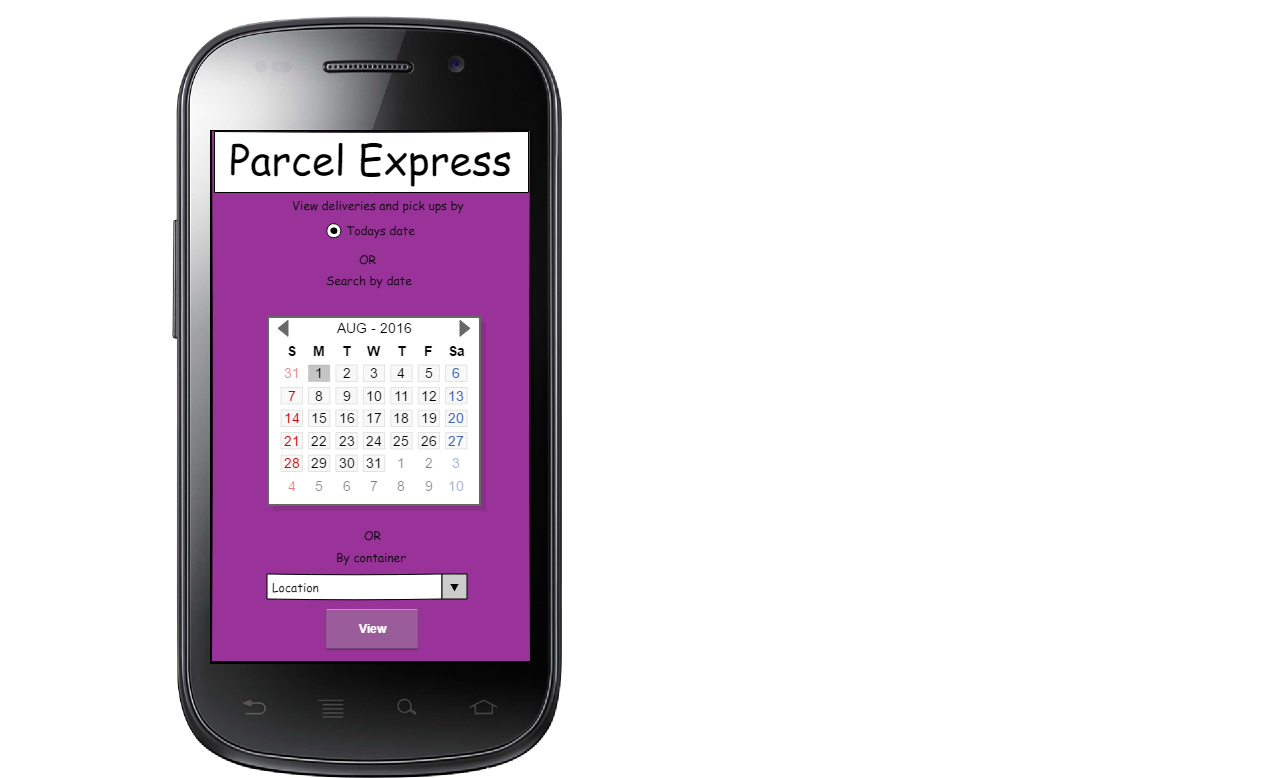 Parcel Express
View deliveries and pick ups by
Todays date
OR
Search by date
AUG - 2016
S M T W T F Sa
31 1 2 3 4 5 6
7 8 9 10 11 12 13
14 15 16 17 18 19 20
21 22 23 24 25 26 27
28 29 30 31 1 2 3
4 5 6 7 8 9 10
OR
By container
Location
View